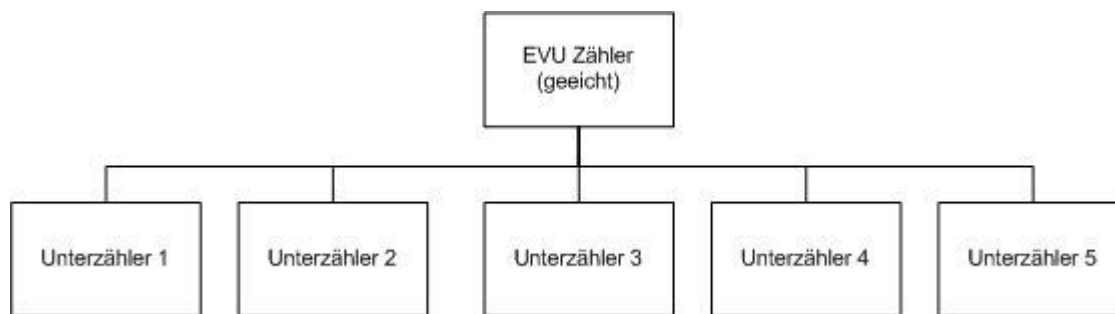 EVU Zähler
(geeicht)
Unterzähler 1
Unterzähler 2
Unterzähler 3
Unterzähler 4
Unterzähler 5